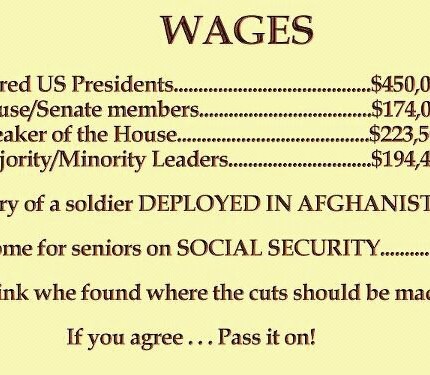 WAGES
red US Presidents..............................................$450,0
use/Senate members........................................$174,0
eaker of the House.............................................$223,5
jority/Minority Leaders.................................$194,4
ry of a soldier DEPLOYED IN AFGHANIST
ome for seniors on SOCIAL SECURITY..........
ink whe found where the cuts should be mad
If you agree . . . Pass it on!